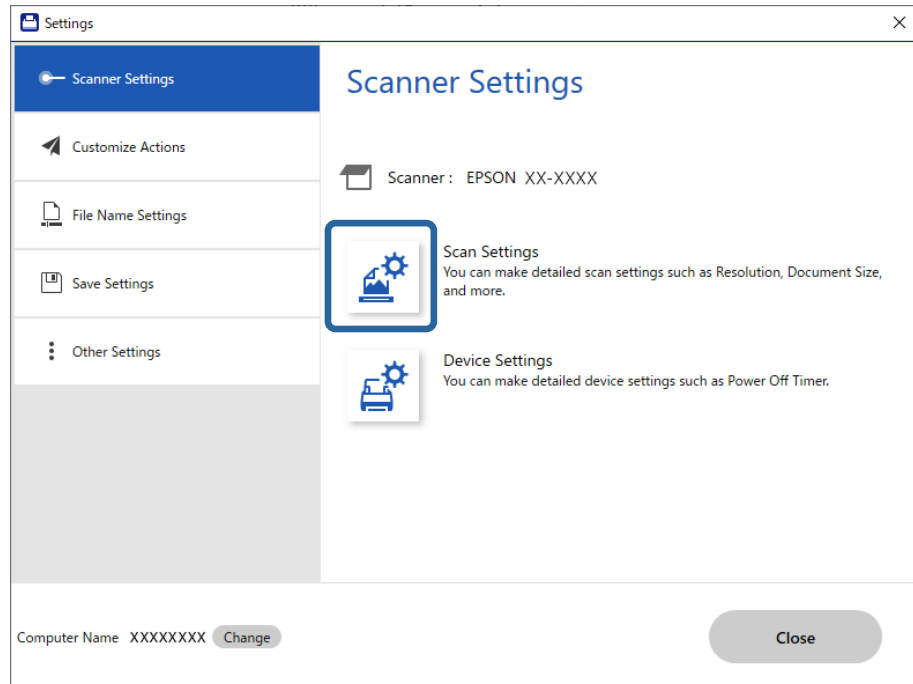 Settings
Scanner Settings
Customize Actions
File Name Settings
Save Settings
Other Settings
Scanner Settings
Scanner : EPSON XX-XXXX
Scan Settings
You can make detailed scan settings such as Resolution, Document Size,
and more.
Device Settings
You can make detailed device settings such as Power Off Timer.
Computer Name XXXXXXXX Change
Close